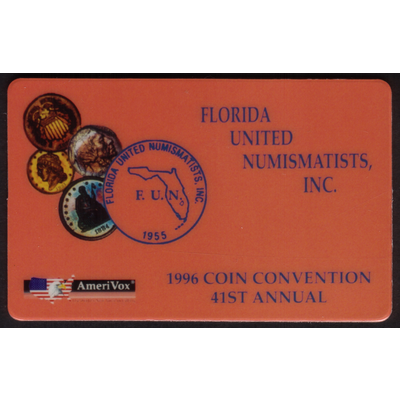 FLORIDA
UNITED
NUMISMATISTS,
INC.
FLORIDA UNITED NUMISMATISTS, INC.
F. U. N.
1955
1996 COIN CONVENTION
41ST ANNUAL
AmeriVox